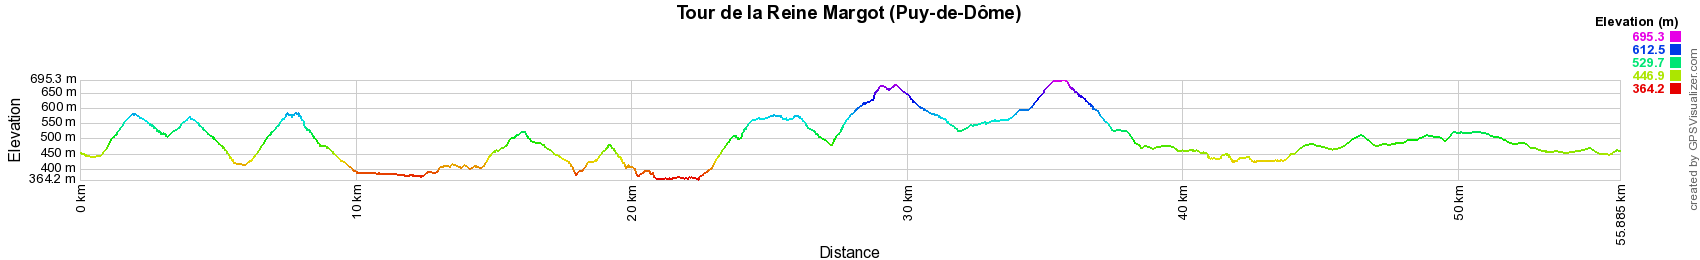 Tour de la Reine Margot (Puy-de-Dôme)
Elevation (m)
695.3
612.5
529.7
446.9
364.2
695.3 m
650 m
600 m
550 m
500 m
450 m
400 m
364.2 m
Elevation
0 km
10 km
20 km
30 km
40 km
50 km
55.885 km
Distance
created by GPSVisualizer.com